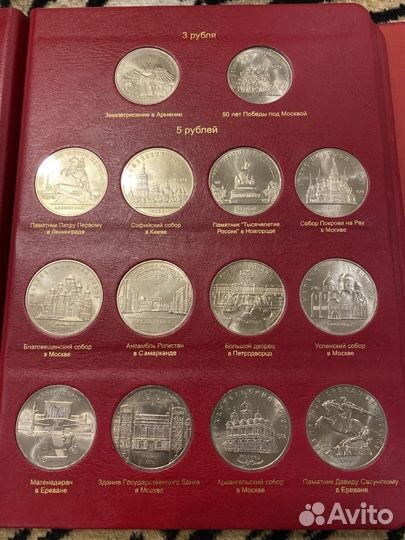 3 рубля
Землетрясение в Армении
50 лет Победы под Москвой
5 рублей
Памятник Петру Первому
в Ленинграде
Софийский собор
в Киеве
Памятник "Тысячелетие
России" в Новгороде
Собор Покрова на Рву
в Москве
Благовещенский собор
в Москве
Ансамбль Регистан
в Самарканде
Большой дворец
в Петродворце
Успенский собор
в Москве
Матенадаран
в Ереване
Здание Государственного банка
в Москве
Архангельский собор
в Москве
Памятник Давиду Сасунскому
в Ереване
Avito